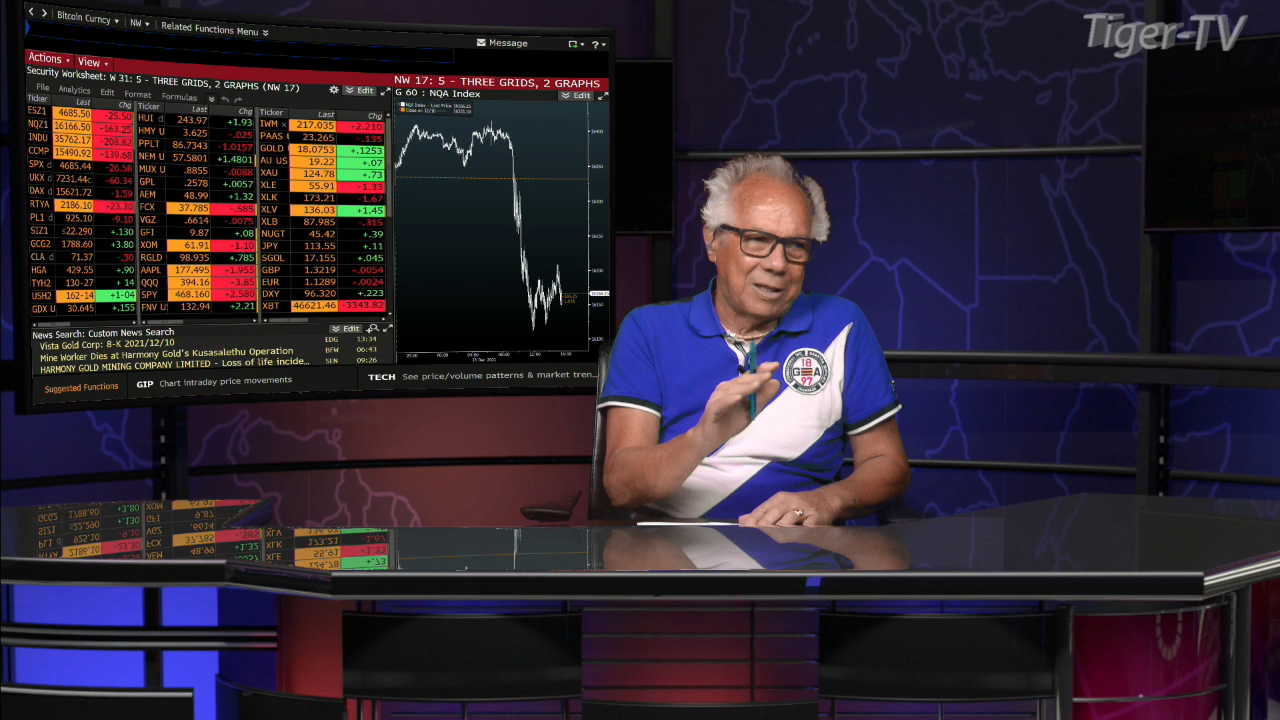 Tiger-TV
Bitcoin Curncy NW Related Functions Menu
Message
Actions View
Security Worksheet: W 31: 5 - THREE GRIDS, 2 GRAPHS (NW 17)
Edit
File Analytics Edit Format Formulas
Ticker Last Chg
ESZ1 4685.50 -25.50
NQZ1 16166.50 -163.25
INDU 35762.17 -208.82
CCMP 15490.92 -139.68
SPX d 4685.44 -26.58
UKX d 7231.44c -60.34
DAX d 15621.72 -1.59
RTYA 2186.10 -23.30
PL1 d 925.10 -9.10
SIZ1 s22.290 +.130
GCG2 1788.60 +3.80
CLA d 71.37 -.30
HGA 429.55 +.90
TYH2 130-27 + 14
USH2 162-14 +1-04
GDX U 30.645 +.155
Ticker Last Chg
HUI d 243.97 +1.93
HMY U 3.625 -.025
PPLT 86.7343 -1.0157
NEM U 57.5801 +1.4801
MUX U .8855 -.0088
GPL .2578 +.0057
AEM 48.99 +1.32
FCX 37.785 -.585
VGZ .6614 -.0075
GFI 9.87 +.08
XOM 61.91 -1.10
RGLD 98.935 +.785
AAPL 177.495 -1.955
QQQ 394.16 -3.85
SPY 468.160 -2.580
FNV U 132.94 +2.21
Ticker Last Chg
IWM x 217.035 -2.210
PAAS U 23.265 -.135
GOLD 18.0753 +.1253
AU US 19.22 +.07
XAU 124.78 +.73
XLE 55.91 -1.33
XLK 173.21 -1.67
XLV 136.03 +1.45
XLB 87.985 -.315
NUGT 45.42 +.39
JPY 113.55 +.11
SGOL 17.155 +.045
GBP 1.3219 -.0054
EUR 1.1289 -.0024
DXY 96.320 +.223
XBT 46621.46 -3343.82
NW 17: 5 - THREE GRIDS, 2 GRAPHS
G 60 : NQA Index
Edit
News Search: Custom News Search
Edit
Vista Gold Corp: 8-K 2021/12/10 EDG 13:34
Mine Worker Dies at Harmony Gold's Kusasalethu Operation BFW 06:43
HARMONY GOLD MINING COMPANY LIMITED - Loss of life incide... SEN 09:26
Suggested Functions
GIP Chart intraday price movements
TECH See price/volume patterns & market tren...
18
G A
97